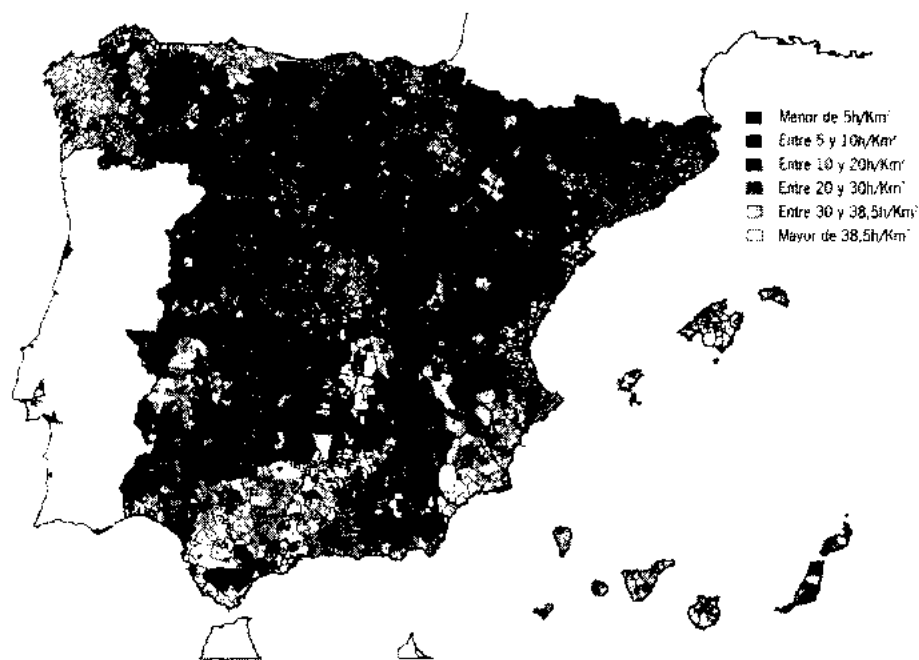 Menor de 5h/Km²
Entre 5 y 10h/Km²
Entre 10 y 20h/Km²
Entre 20 y 30h/Km²
Entre 30 y 38,5h/Km²
Mayor de 38,5h/Km²